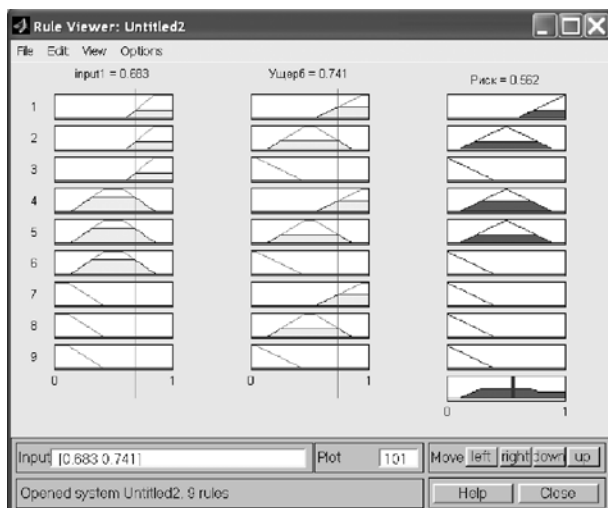 Rule Viewer: Untitled2
File Edit View Options
input1 = 0.683
Ущерб = 0.741
Риск = 0.562
1
2
3
4
5
6
7
8
9
0 1
0 1
0 1
Input [0.683 0.741]
Plot 101
Move left right down up
Opened system Untitled2, 9 rules
Help Close